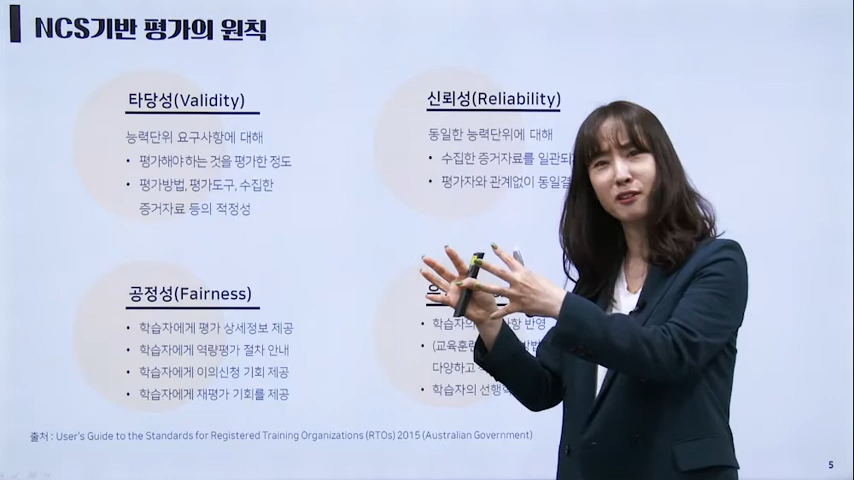 NCS기반 평가의 원칙
타당성(Validity)
능력단위 요구사항에 대해
• 평가해야 하는 것을 평가한 정도
• 평가방법, 평가도구, 수집한
증거자료 등의 적정성
신뢰성(Reliability)
동일한 능력단위에 대해
• 수집한 증거자료를 일관되
• 평가자와 관계없이 동일결
공정성(Fairness)
• 학습자에게 평가 상세정보 제공
• 학습자에게 역량평가 절차 안내
• 학습자에게 이의신청 기회 제공
• 학습자에게 재평가 기회를 제공
• 학습자의 반영
• (교육훈련
다양하고
• 학습자의 선행학
출처 : User's Guide to the Standards for Registered Training Organizations (RTOs) 2015 (Australian Government)
5